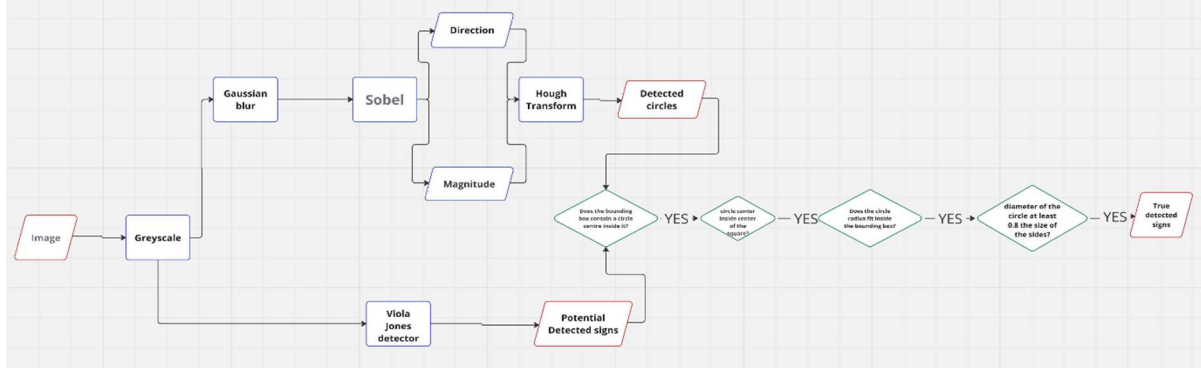 Image
Greyscale
Gaussian
blur
Sobel
Direction
Magnitude
Hough
Transform
Detected
circles
Viola
Jones
detector
Potential
Detected signs
Does the bounding
box contain a circle
centre inside it?
YES
circle center
inside center
of the
square?
YES
Does the circle
radius fit inside
the bounding box?
YES
diameter of the
circle at least
0.8 the size of
the sides?
YES
True
detected
signs